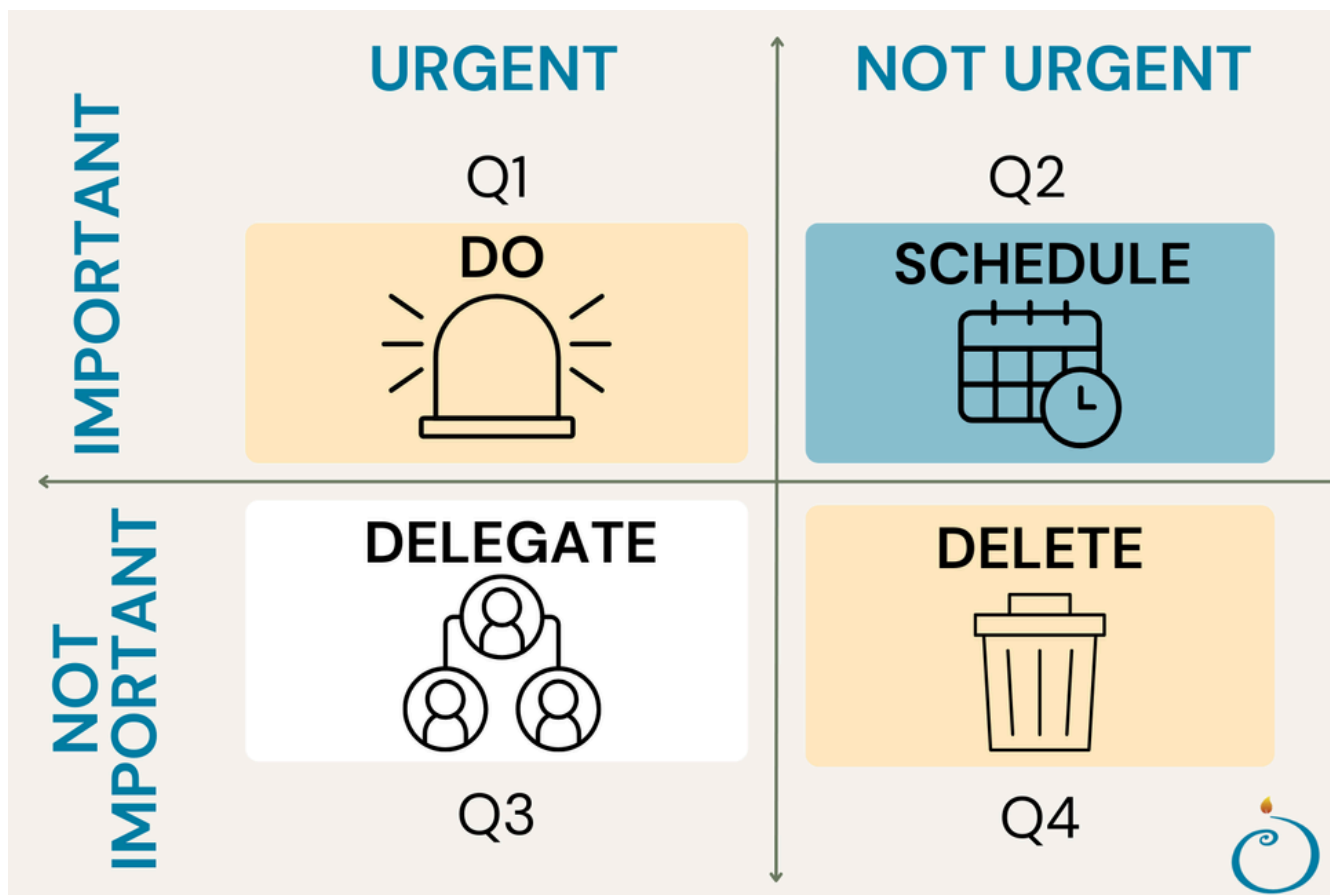 URGENT
NOT URGENT
IMPORTANT
Q1
Q2
DO
SCHEDULE
NOT
IMPORTANT
DELEGATE
DELETE
Q3
Q4